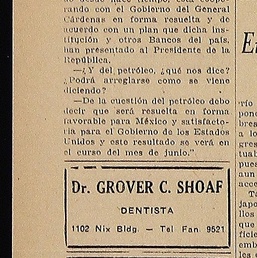 rando con el Gobierno del General
Cárdenas en forma resuelta y de
acuerdo con un plan que dicha ins-
titución y otros Bancos del país,
han presentado al Presidente de la
República.
—¿Y del petróleo, ¿qué nos dice?
¿Podrá arreglarse como se viene
diciendo?
—De la cuestión del petróleo debo
decir que será resuelta en forma
favorable para México y satisfacto-
ria para el Gobierno de los Estados
Unidos y este resultado se verá en
el curso del mes de junio."
Dr. GROVER C. SHOAF
DENTISTA
1102 Nix Bldg. — Tel Fan. 9521